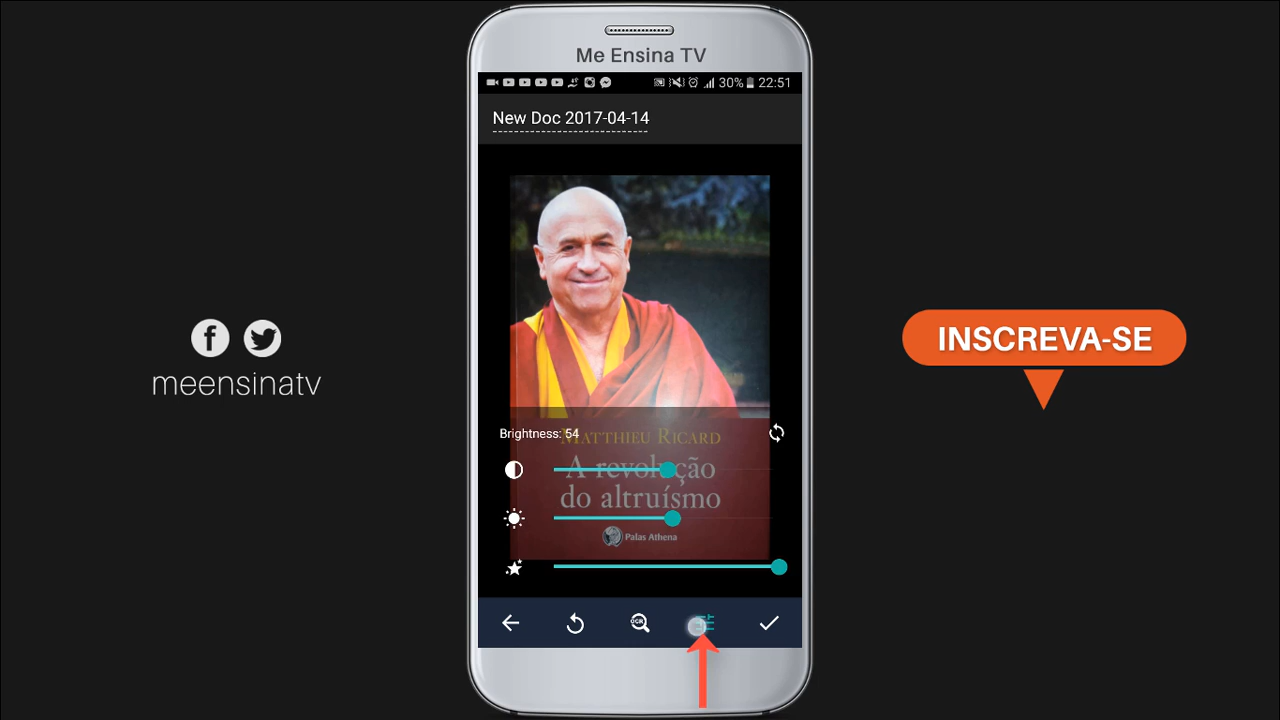 Me Ensina TV
30% 22:51
New Doc 2017-04-14
Brightness: 54
MATTHIEU RICARD
A revolução
do altruísmo
Palas Athena
OCR
f
meensinatv
INSCREVA-SE